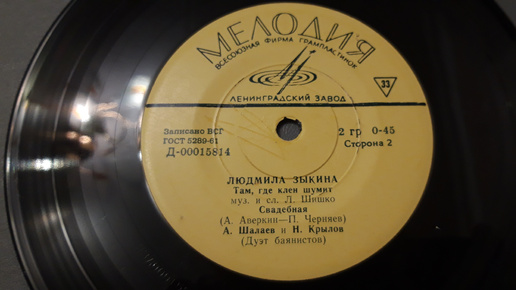 МЕЛОДИЯ
ВСЕСОЮЗНАЯ ФИРМА ГРАМПЛАСТИНОК
33
ЛЕНИНГРАДСКИЙ ЗАВОД
Записано ВСГ
ГОСТ 5289-61
Д-00015814
2 гр 0-45
Сторона 2
ЛЮДМИЛА ЗЫКИНА
Там, где клен шумит
муз. и сл. Л. Шишко
Свадебная
(А. Аверкин—П. Черняев)
А. Шалаев и Н. Крылов
(Дуэт баянистов)